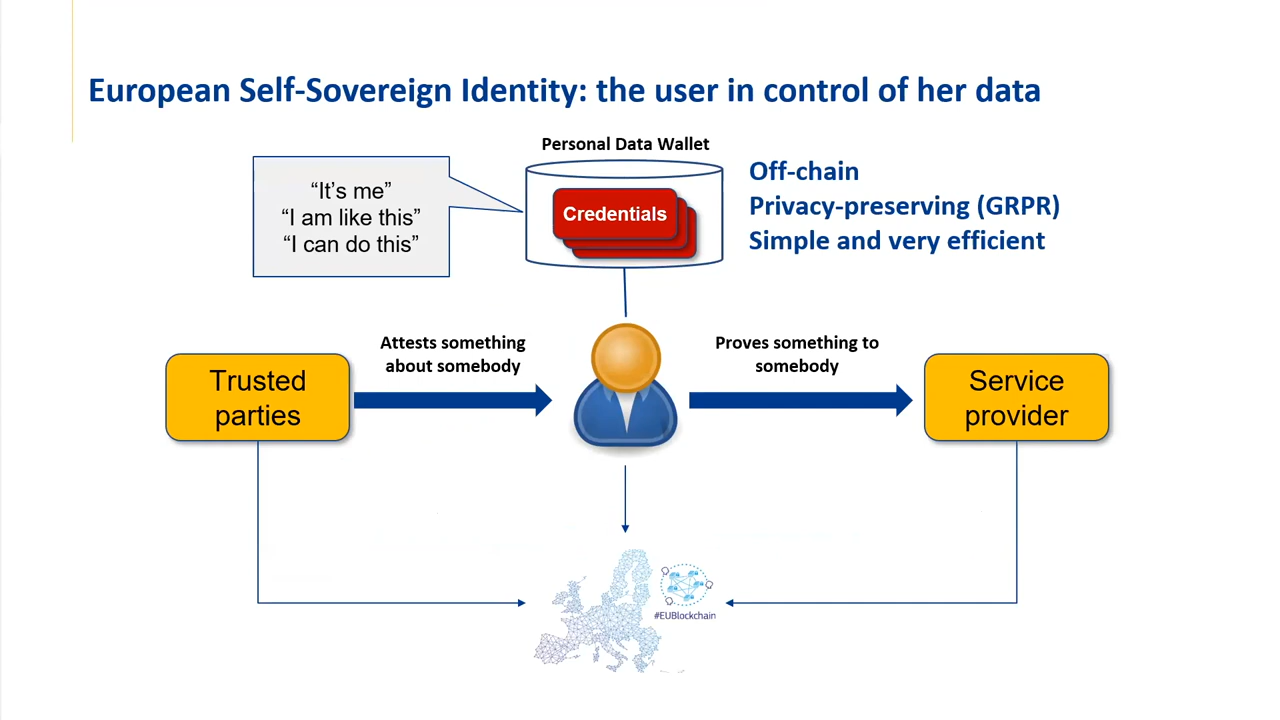 European Self-Sovereign Identity: the user in control of her data
Personal Data Wallet
“It’s me”
“I am like this”
“I can do this”
Credentials
Off-chain
Privacy-preserving (GRPR)
Simple and very efficient
Attests something
about somebody
Proves something to
somebody
Trusted
parties
Service
provider
#EUBlockchain